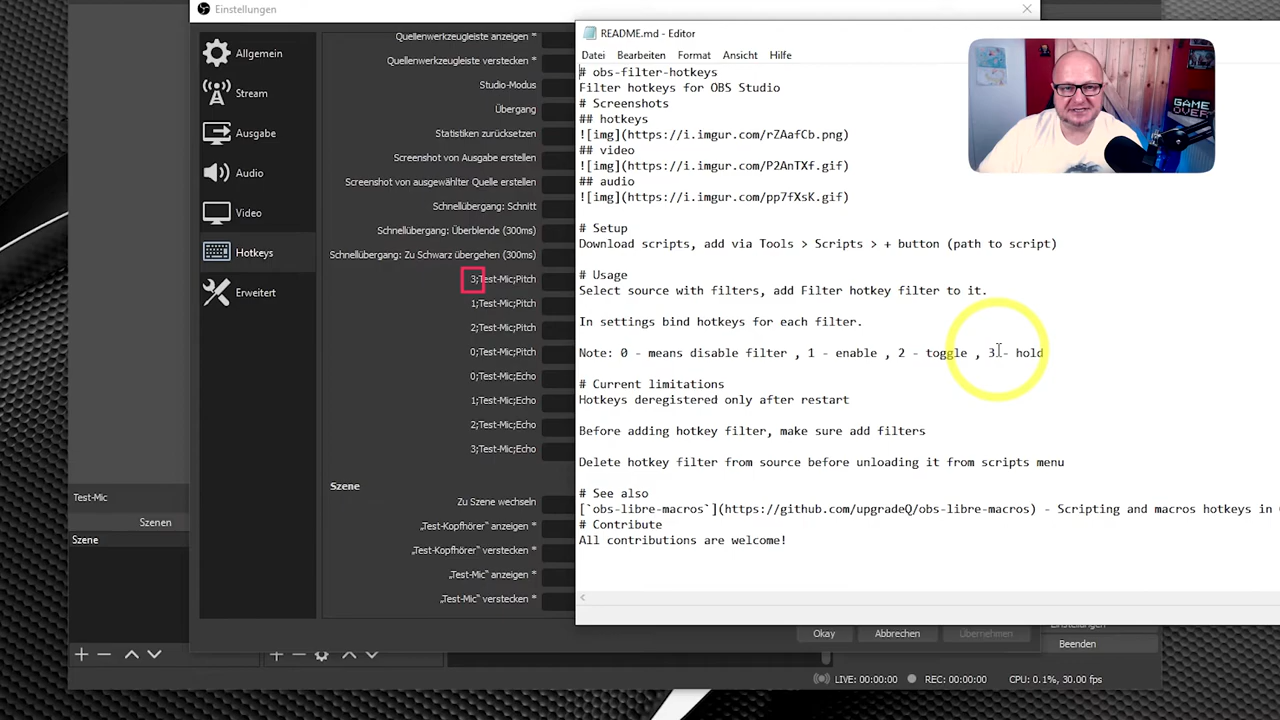 Einstellungen
Allgemein
Stream
Ausgabe
Audio
Video
Hotkeys
Erweitert
Quellenwerkzeugleiste anzeigen *
Quellenwerkzeugleiste verstecken *
Studio-Modus
Übergang
Statistiken zurücksetzen
Screenshot von Ausgabe erstellen
Screenshot von ausgewählter Quelle erstellen
Schnellübergang: Schnitt
Schnellübergang: Überblende (300ms)
Schnellübergang: Zu Schwarz übergehen (300ms)
3;Test-Mic;Pitch
1;Test-Mic;Pitch
2;Test-Mic;Pitch
0;Test-Mic;Pitch
0;Test-Mic;Echo
1;Test-Mic;Echo
2;Test-Mic;Echo
3;Test-Mic;Echo
Szene
Zu Szene wechseln
„Test-Kopfhörer“ anzeigen *
„Test-Kopfhörer“ verstecken *
„Test-Mic“ anzeigen *
„Test-Mic“ verstecken *
README.md - Editor
Datei Bearbeiten Format Ansicht Hilfe
# obs-filter-hotkeys
Filter hotkeys for OBS Studio
# Screenshots
## hotkeys
![img](https://i.imgur.com/rZAafCb.png)
## video
![img](https://i.imgur.com/P2AnTXf.gif)
## audio
![img](https://i.imgur.com/pp7fXsK.gif)
# Setup
Download scripts, add via Tools > Scripts > + button (path to script)
# Usage
Select source with filters, add Filter hotkey filter to it.
In settings bind hotkeys for each filter.
Note: 0 - means disable filter , 1 - enable , 2 - toggle , 3 - hold
# Current limitations
Hotkeys deregistered only after restart
Before adding hotkey filter, make sure add filters
Delete hotkey filter from source before unloading it from scripts menu
# See also
[`obs-libre-macros`](https://github.com/upgradeQ/obs-libre-macros) - Scripting and macros hotkeys in
# Contribute
All contributions are welcome!
GAME
OVER
Test-Mic
Szenen
Szene
Okay
Abbrechen
Übernehmen
Einstellungen
Beenden
LIVE: 00:00:00
REC: 00:00:00
CPU: 0.1%, 30.00 fps